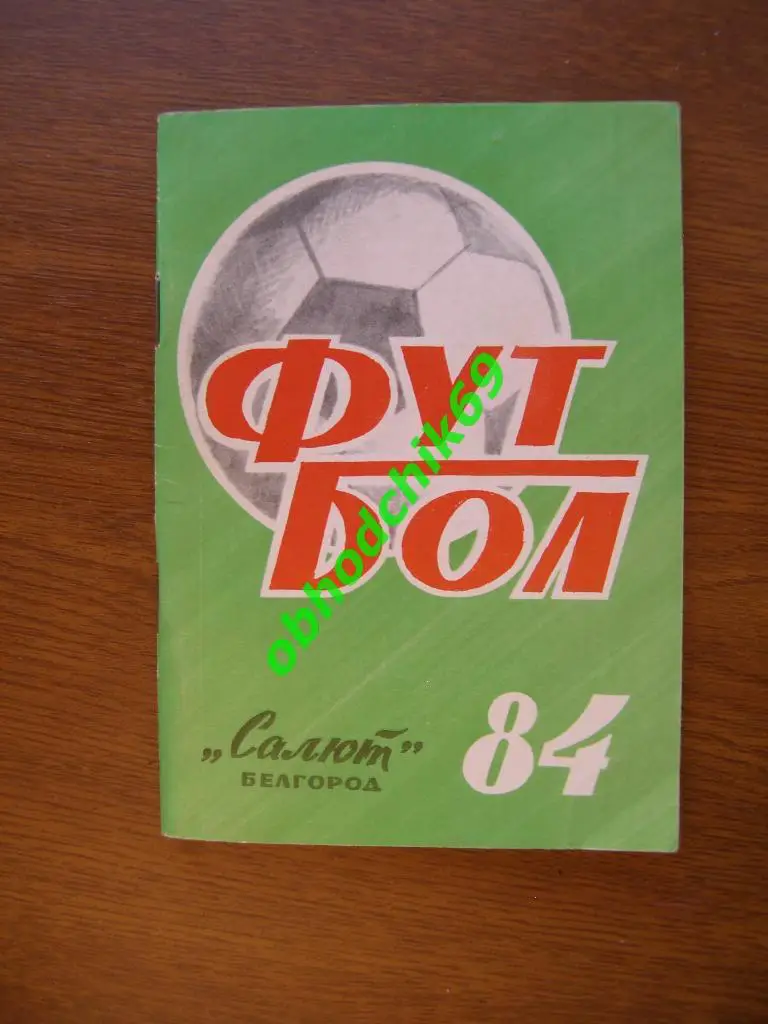 ФУТ
БОЛ
obhodchik69
„Салют”
БЕЛГОРОД
84